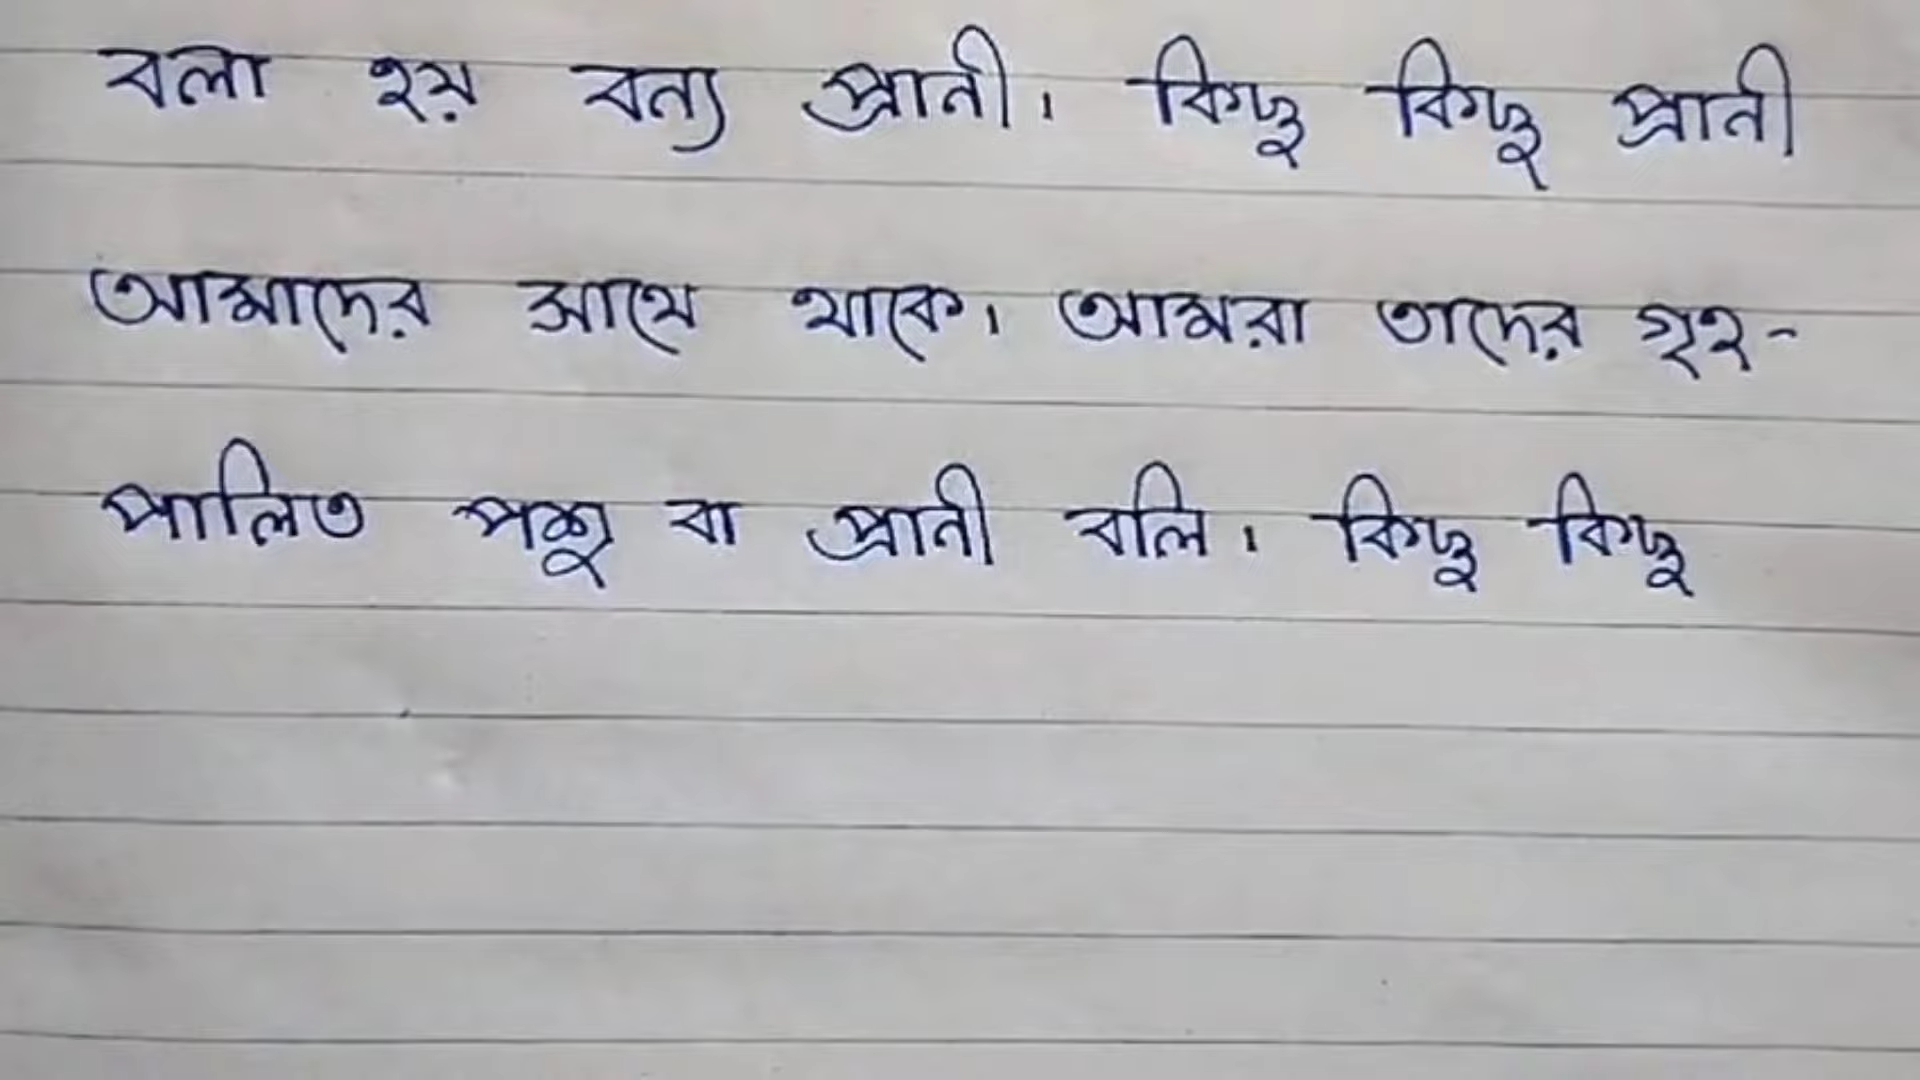 বলা হয় বন্য প্রানী। কিছু কিছু প্রানী
আমাদের সাথে থাকে। আমরা তাদের গৃহ-
পালিত পশু বা প্রানী বলি। কিছু কিছু